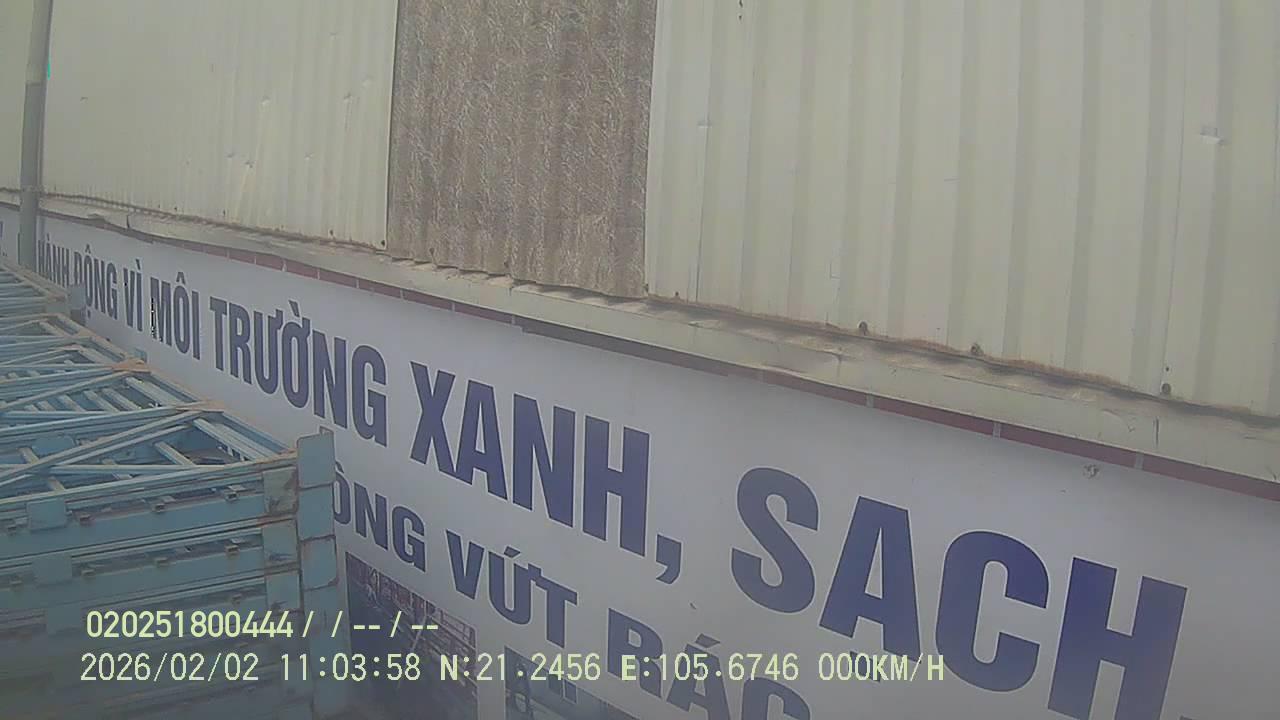 HÀNH ĐỘNG VÌ MÔI TRƯỜNG XANH, SẠCH,
VỨT RÁC
020251800444/ / -- / --
2026/02/02 11:03:58 N:21.2456 E:105.6746 000KM/H